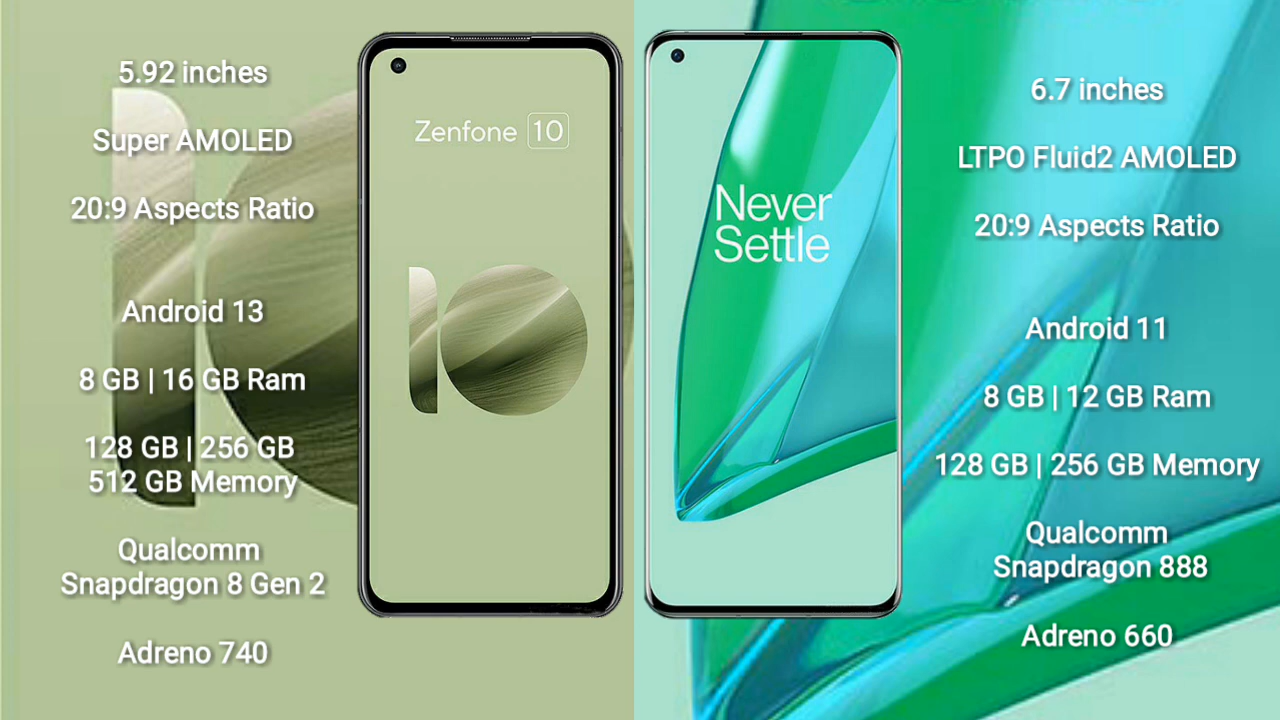 5.92 inches
Super AMOLED
20:9 Aspects Ratio
Android 13
8 GB | 16 GB Ram
128 GB | 256 GB
512 GB Memory
Qualcomm
Snapdragon 8 Gen 2
Adreno 740
Zenfone 10
10
Never
Settle
6.7 inches
LTPO Fluid2 AMOLED
20:9 Aspects Ratio
Android 11
8 GB | 12 GB Ram
128 GB | 256 GB Memory
Qualcomm
Snapdragon 888
Adreno 660